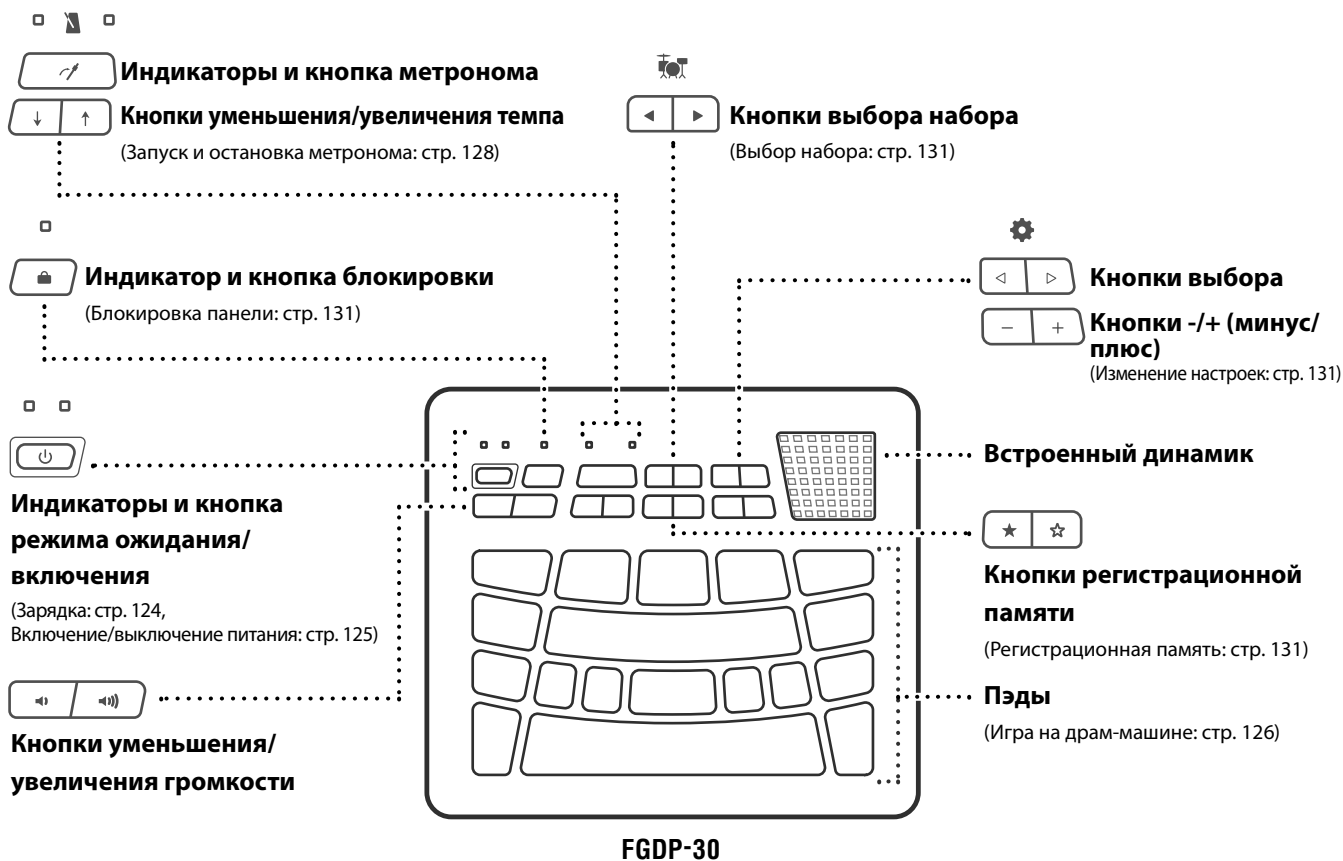 Индикаторы и кнопка метронома
Кнопки уменьшения/увеличения темпа
(Запуск и остановка метронома: стр. 128)
Кнопки выбора набора
(Выбор набора: стр. 131)
Индикатор и кнопка блокировки
(Блокировка панели: стр. 131)
Кнопки выбора
Кнопки -/+ (минус/
плюс)
(Изменение настроек: стр. 131)
Индикаторы и кнопка
режима ожидания/
включения
(Зарядка: стр. 124,
Включение/выключение питания: стр. 125)
Кнопки уменьшения/
увеличения громкости
Встроенный динамик
Кнопки регистрационной
памяти
(Регистрационная память: стр. 131)
Пэды
(Игра на драм-машине: стр. 126)
FGDP-30